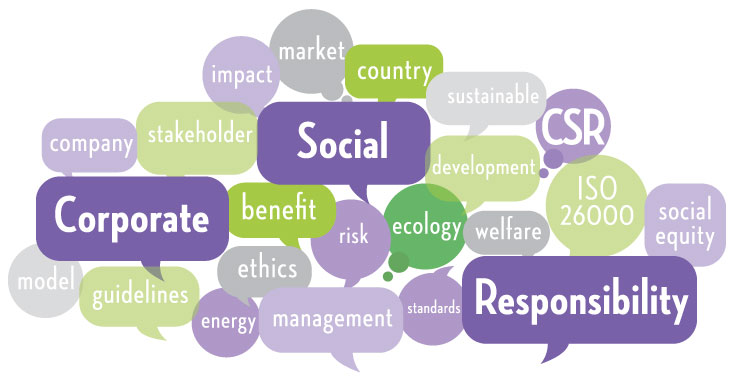 market
impact
country
sustainable
company
stakeholder
Social
CSR
development
Corporate
benefit
risk
ecology
welfare
ISO
26000
social
equity
model
guidelines
ethics
energy
management
standards
Responsibility